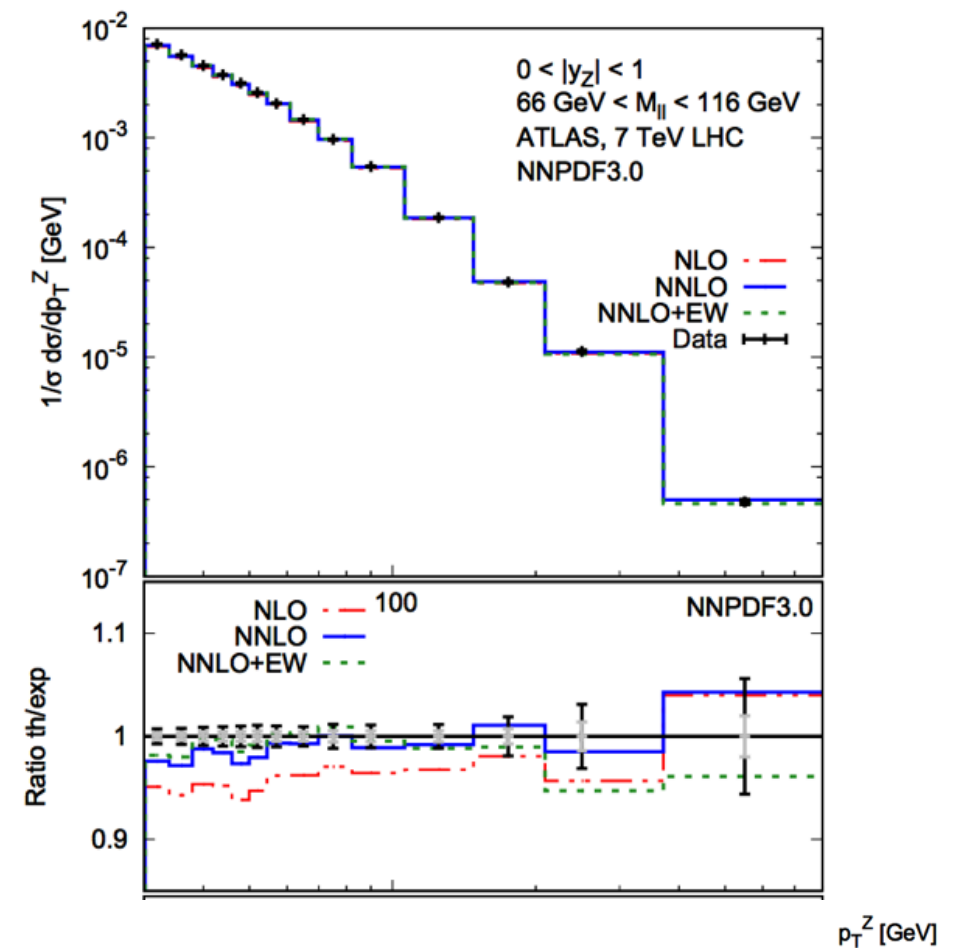 10^-2
10^-3
10^-4
10^-5
10^-6
10^-7
1/σ dσ/dp_T^Z [GeV]
0 < |y_Z| < 1
66 GeV < M_ll < 116 GeV
ATLAS, 7 TeV LHC
NNPDF3.0
NLO
NNLO
NNLO+EW
Data
1.1
1
0.9
Ratio th/exp
NLO
NNLO
NNLO+EW
100
NNPDF3.0
p_T^Z [GeV]